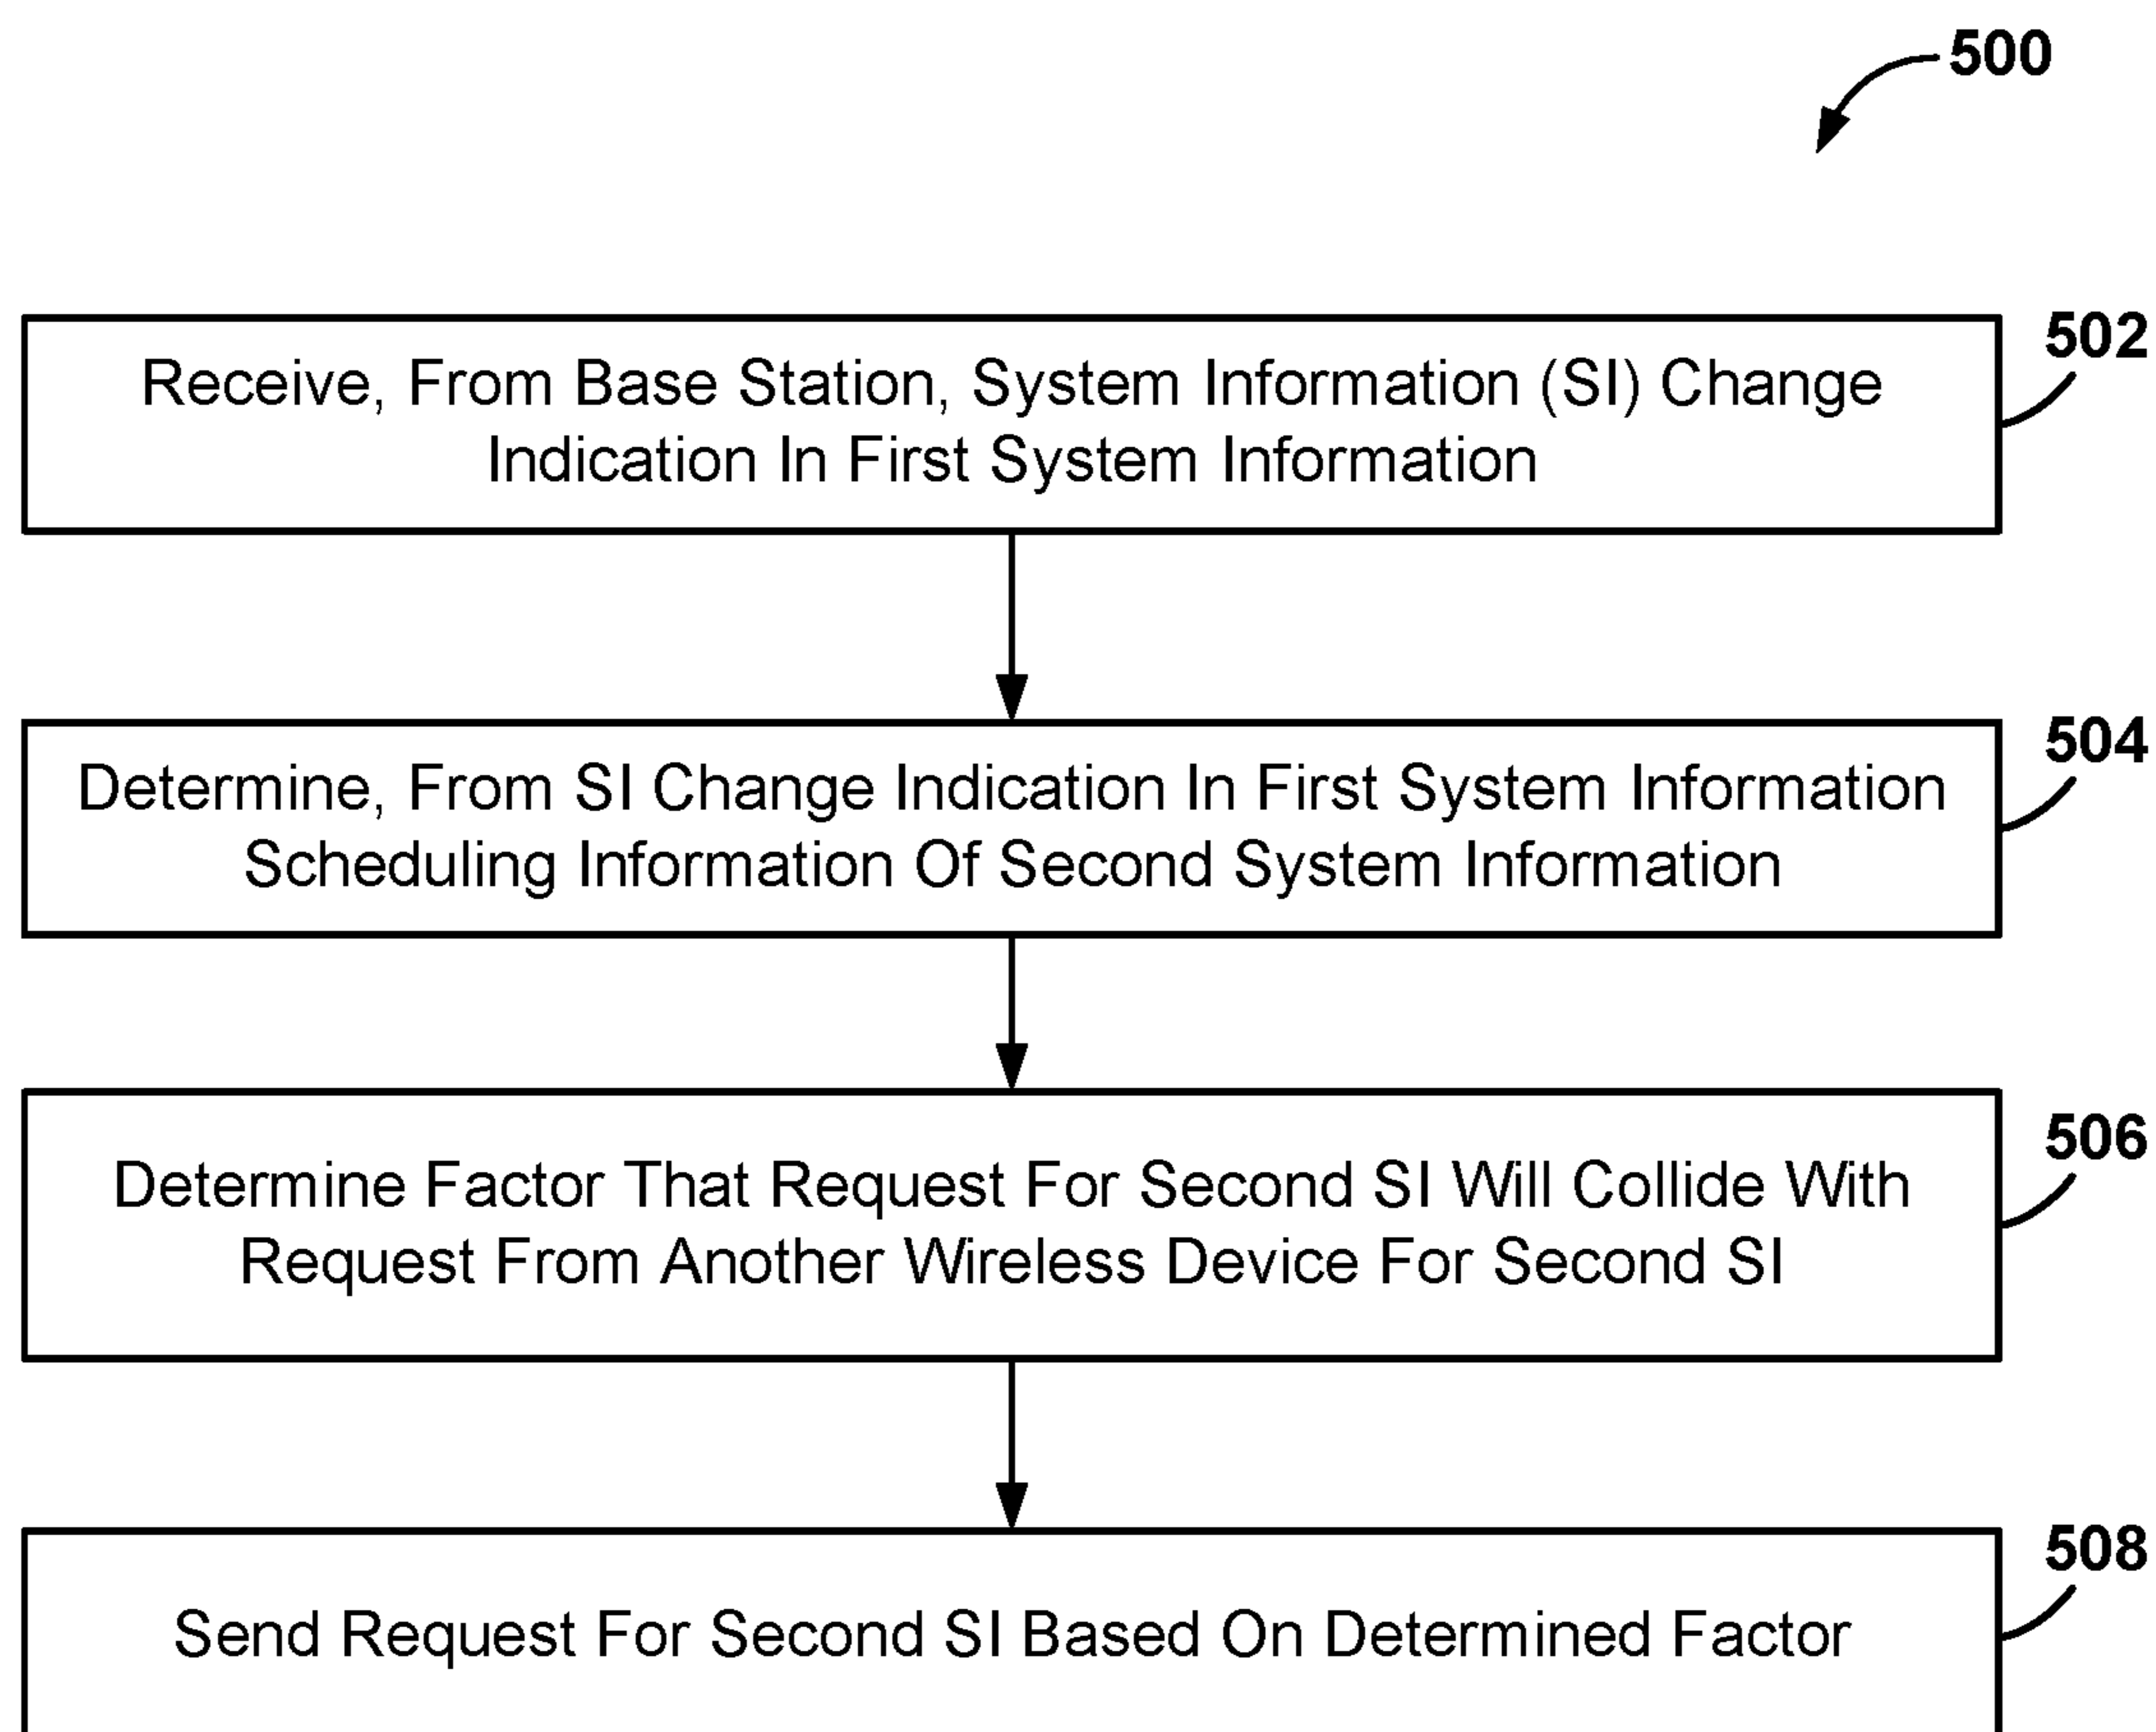 500
502
Receive, From Base Station, System Information (SI) Change
Indication In First System Information
504
Determine, From SI Change Indication In First System Information
Scheduling Information Of Second System Information
506
Determine Factor That Request For Second SI Will Collide With
Request From Another Wireless Device For Second SI
508
Send Request For Second SI Based On Determined Factor